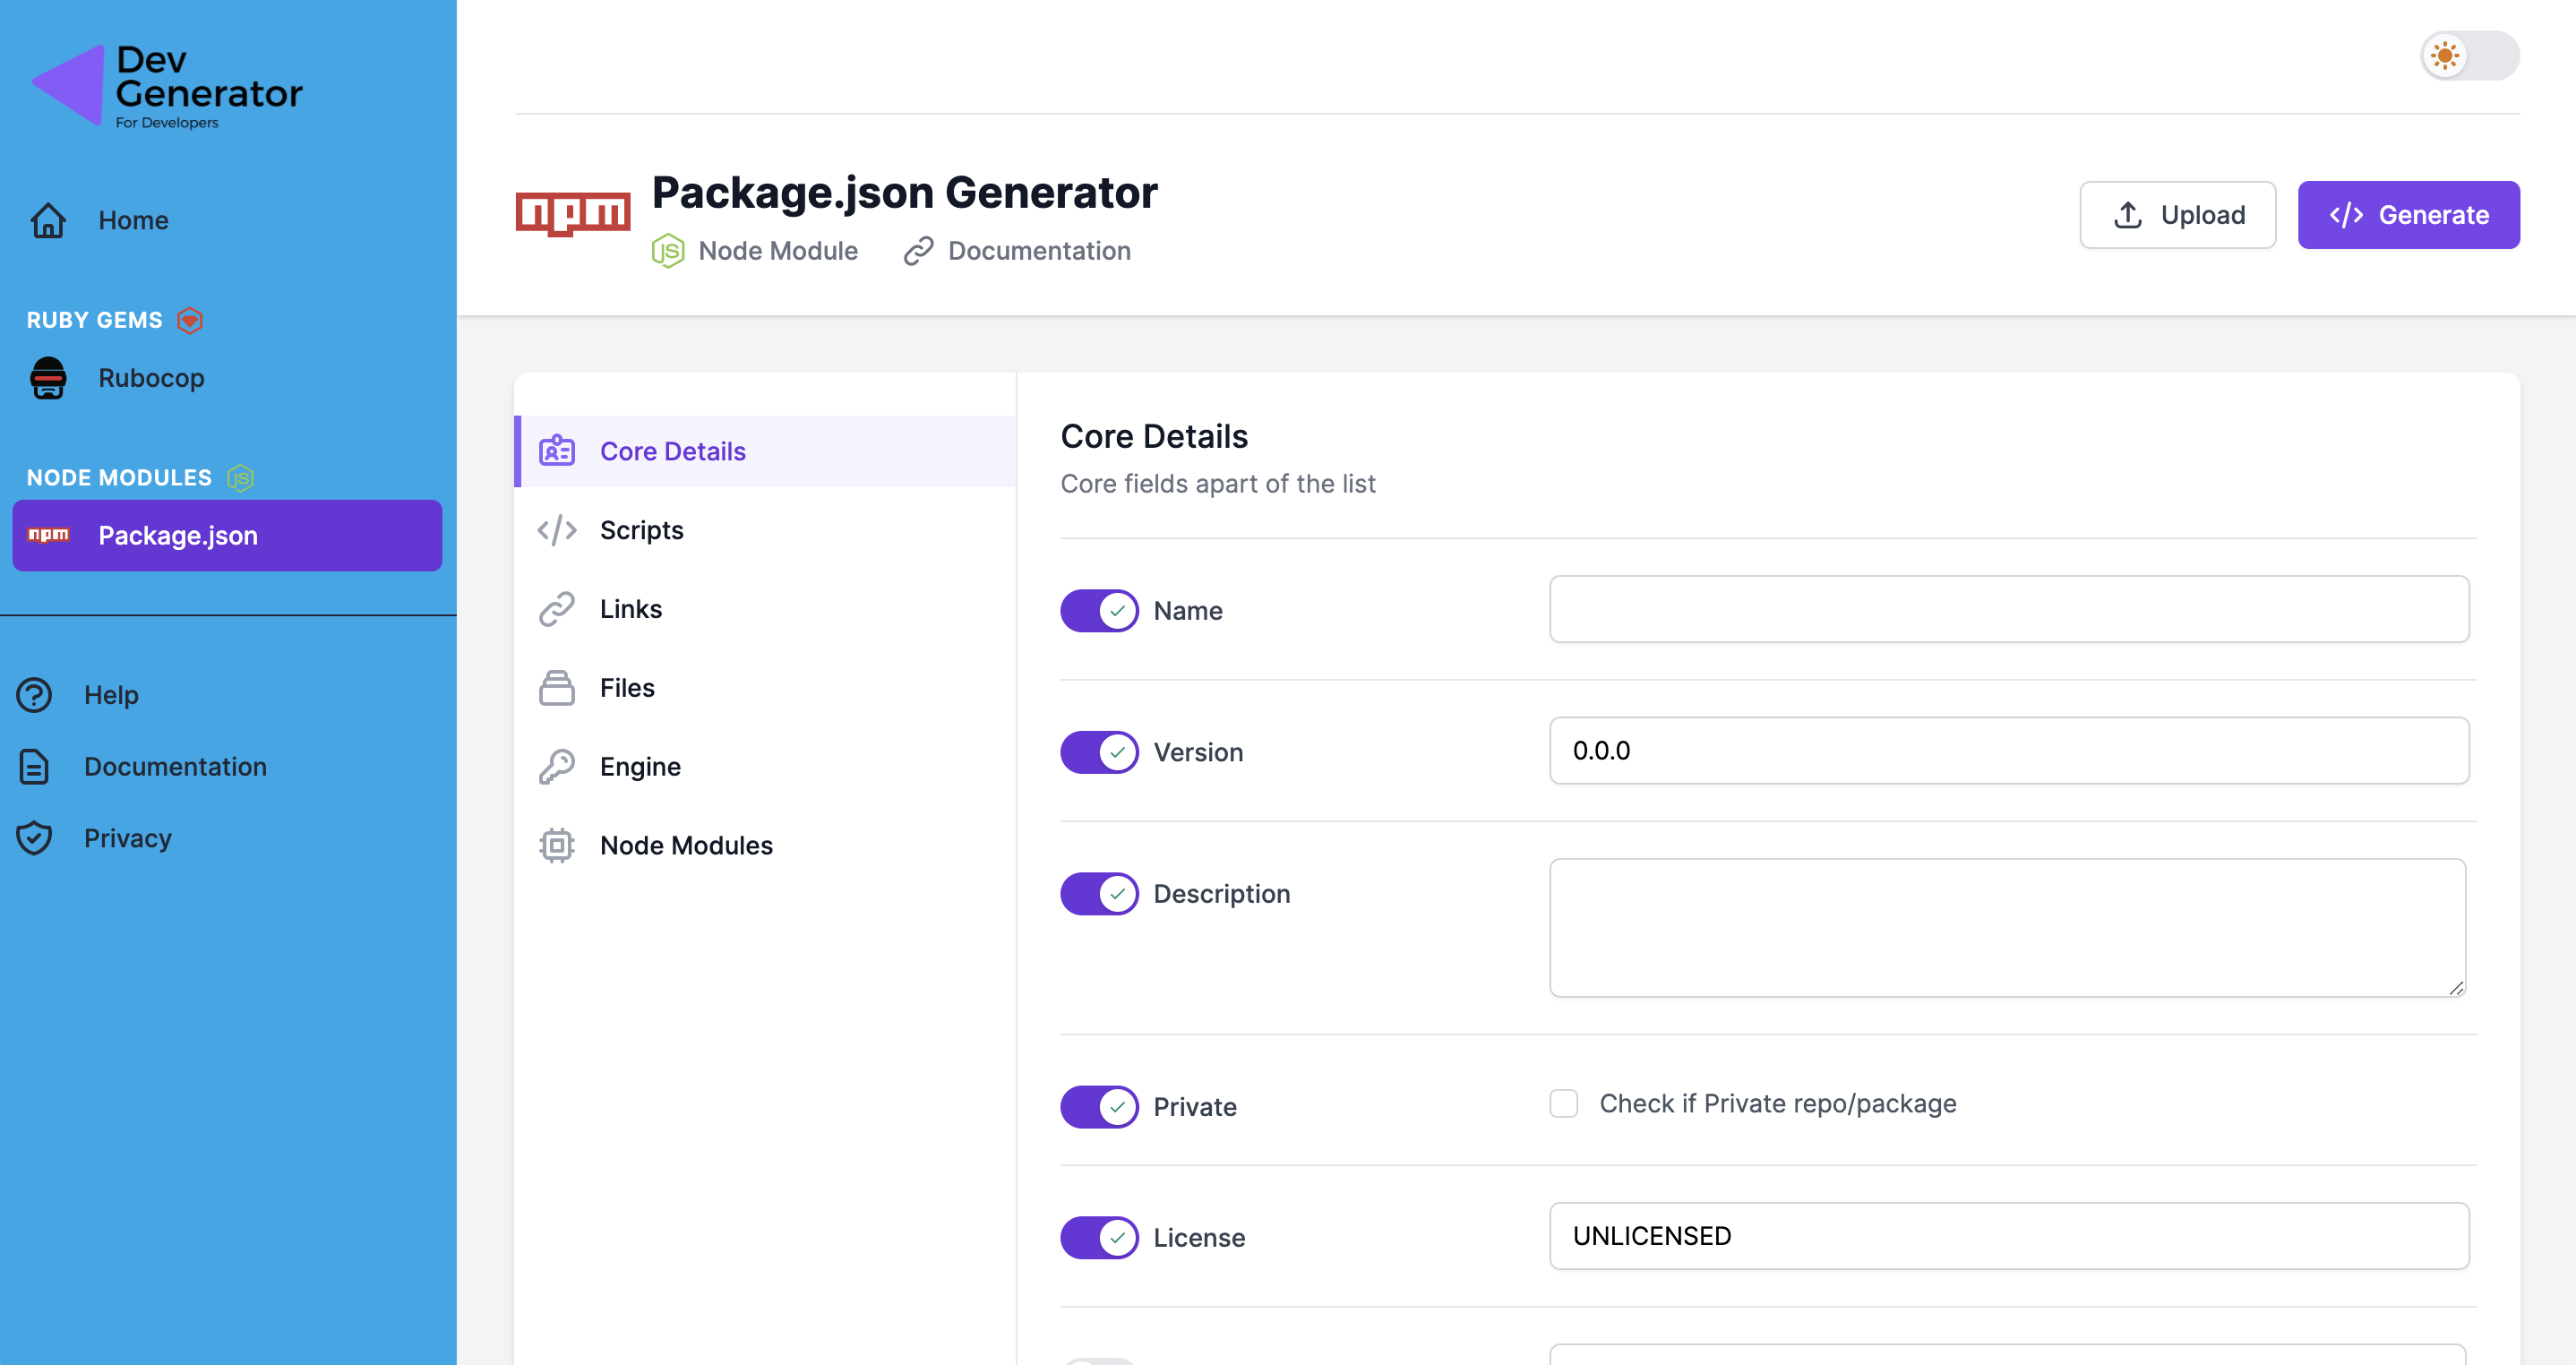 Dev
Generator
For Developers
Home
RUBY GEMS
Rubocop
NODE MODULES
JS
npm
Package.json
Help
Documentation
Privacy
npm
Package.json Generator
JS
Node Module
Documentation
Upload
</> Generate
Core Details
</> Scripts
Links
Files
Engine
Node Modules
Core Details
Core fields apart of the list
Name
Version
0.0.0
Description
Private
Check if Private repo/package
License
UNLICENSED